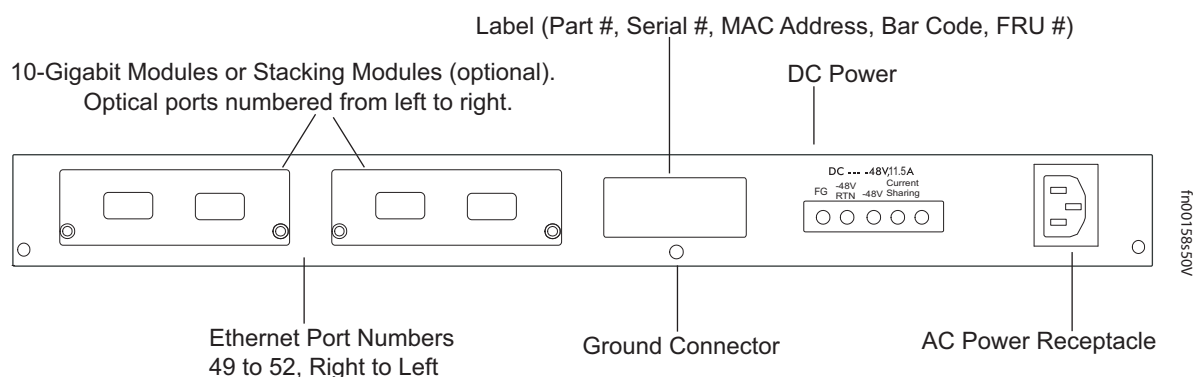 Label (Part #, Serial #, MAC Address, Bar Code, FRU #)
10-Gigabit Modules or Stacking Modules (optional).
Optical ports numbered from left to right.
DC Power
DC ---- -48V,11.5A
FG
-48V
RTN
-48V
Current
Sharing
fn00158s50V
Ethernet Port Numbers
49 to 52, Right to Left
Ground Connector
AC Power Receptacle